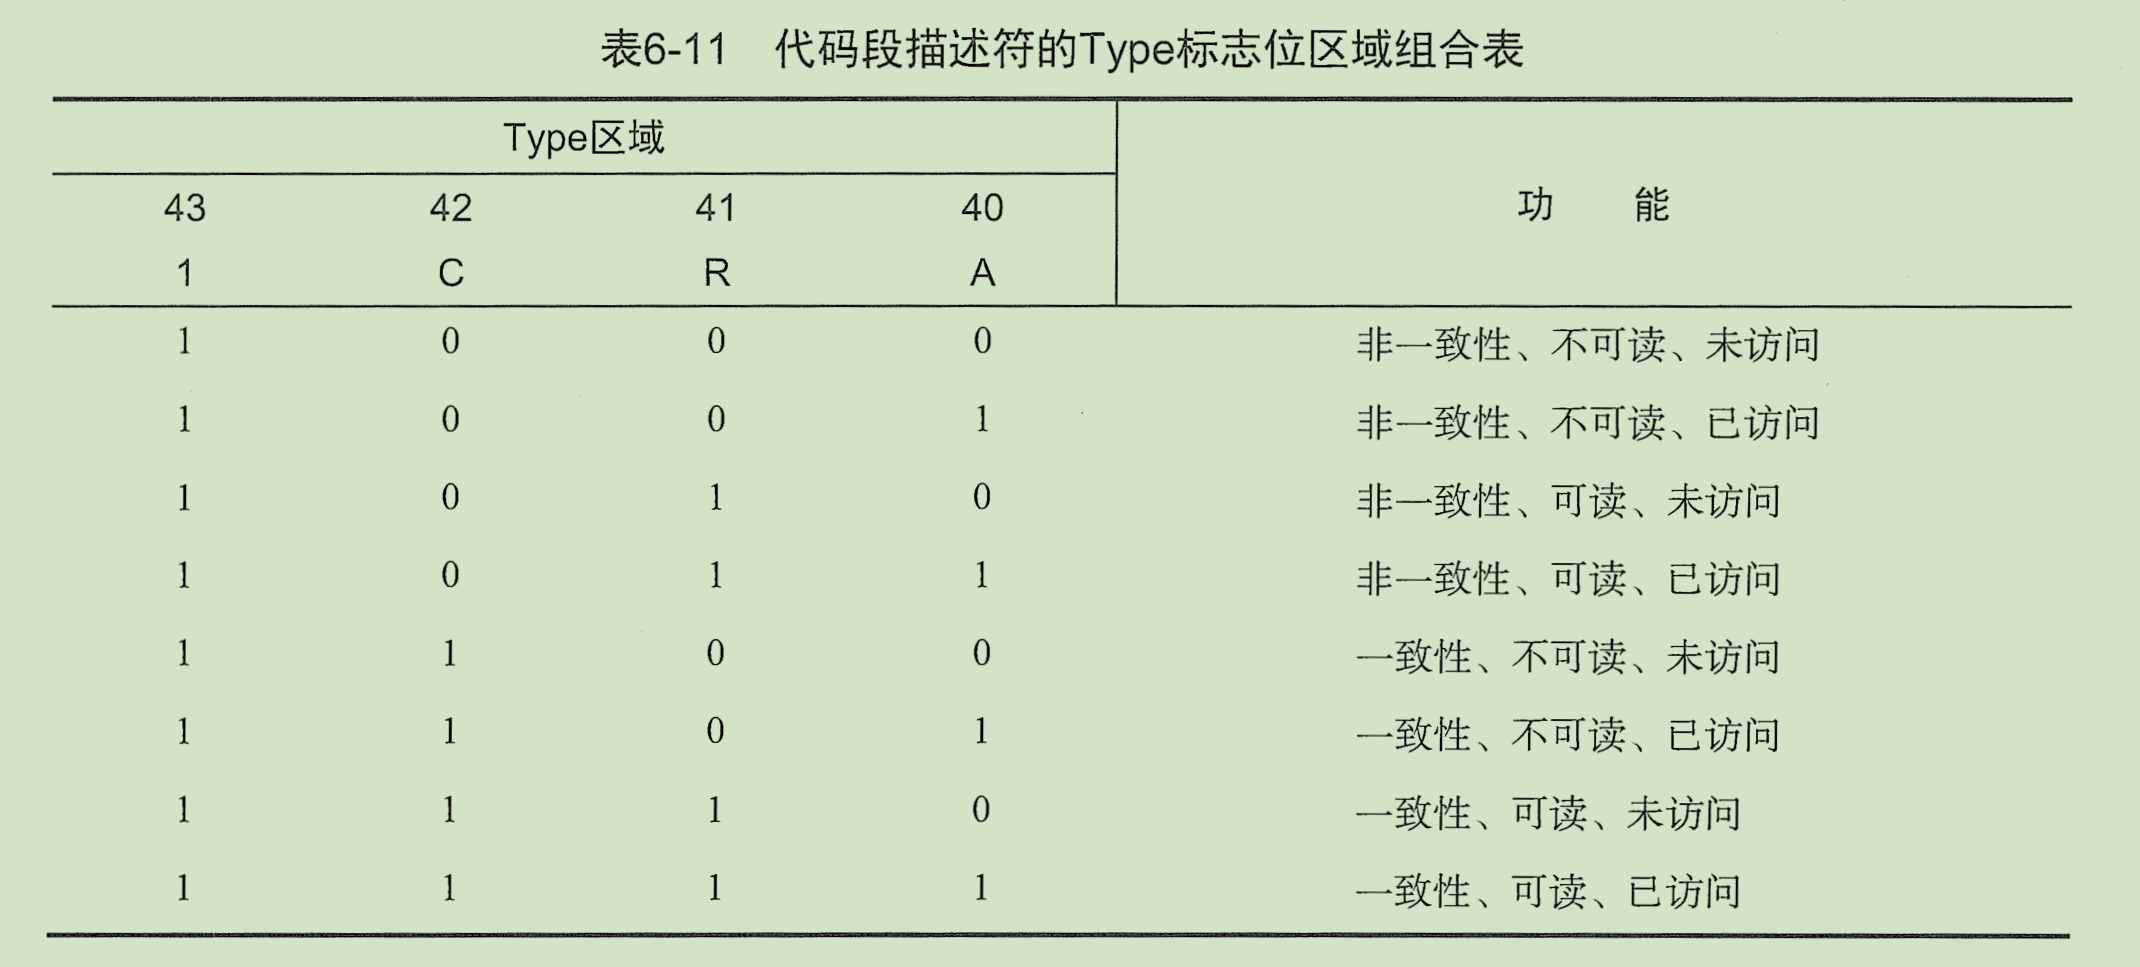 表6-11 代码段描述符的Type标志位区域组合表
Type区域
功 能
43 42 41 40
1 C R A
1 0 0 0 非一致性、不可读、未访问
1 0 0 1 非一致性、不可读、已访问
1 0 1 0 非一致性、可读、未访问
1 0 1 1 非一致性、可读、已访问
1 1 0 0 一致性、不可读、未访问
1 1 0 1 一致性、不可读、已访问
1 1 1 0 一致性、可读、未访问
1 1 1 1 一致性、可读、已访问